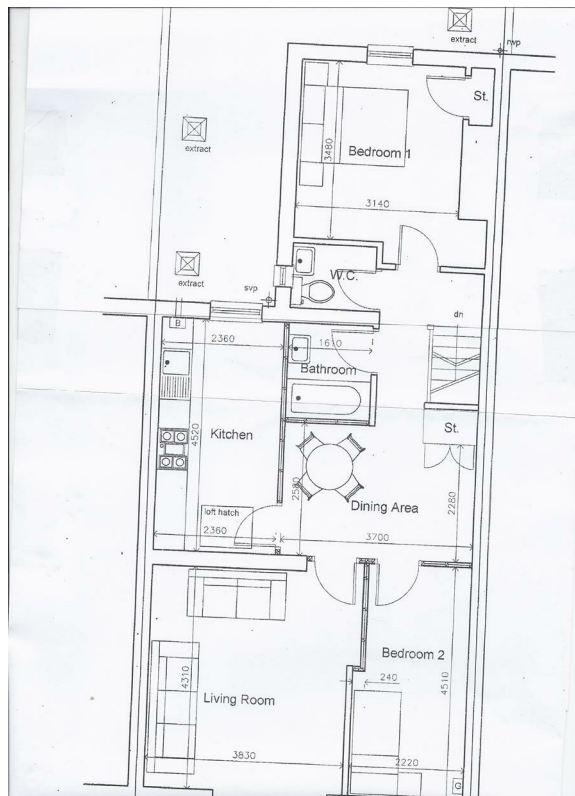 extract
rwp
St.
extract
Bedroom 1
3480
3140
extract
W.C.
svp
dn
B
2360
1610
Bathroom
St.
Kitchen
4520
2580
2280
loft hatch
Dining Area
2360
3700
Bedroom 2
4310
240
4510
Living Room
3830
2220